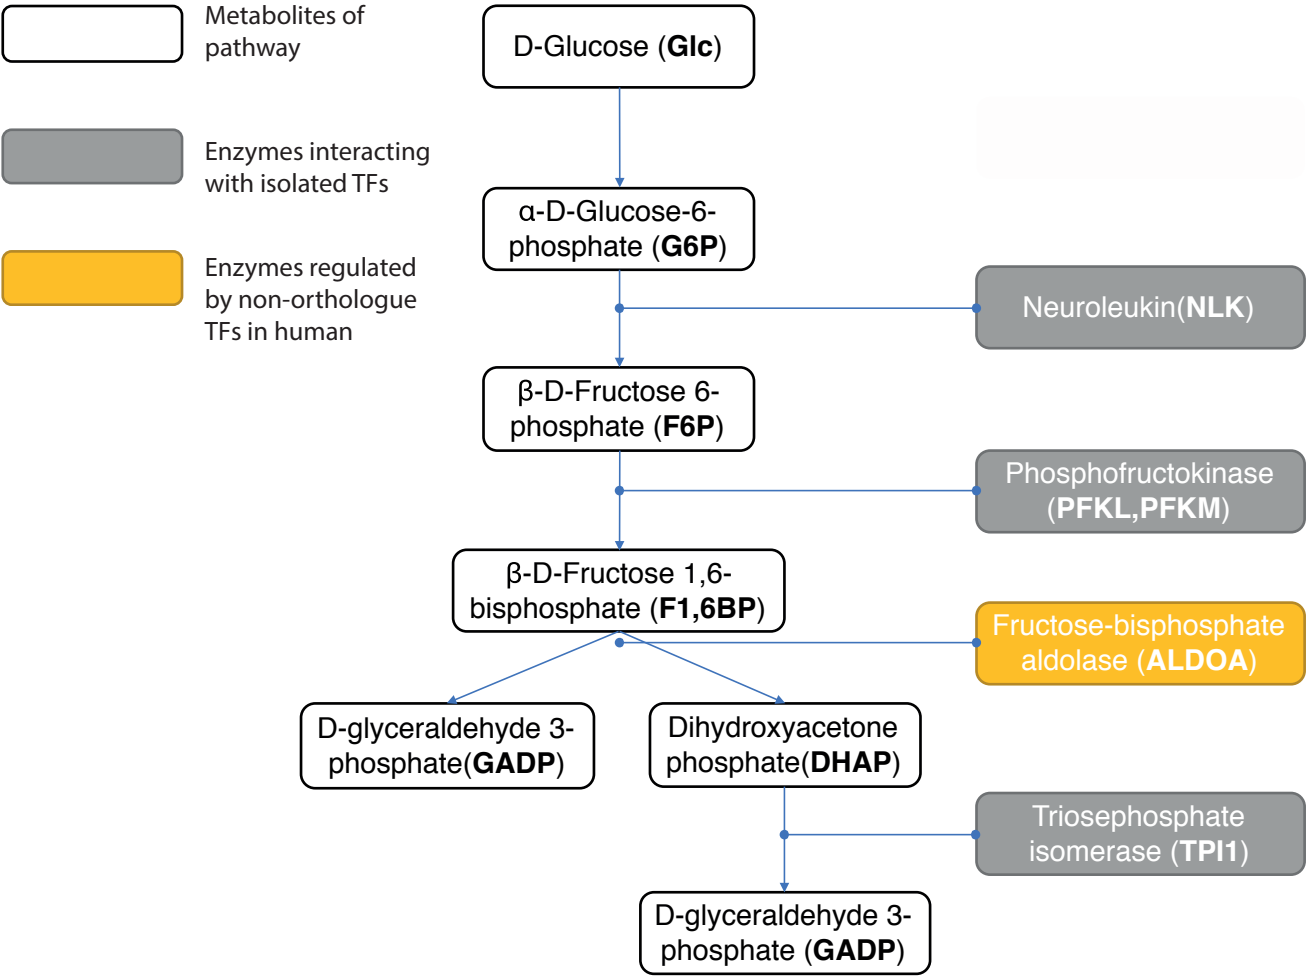 Metabolites of
pathway
Enzymes interacting
with isolated TFs
Enzymes regulated
by non-orthologue
TFs in human
D-Glucose (Glc)
α-D-Glucose-6-
phosphate (G6P)
Neuroleukin(NLK)
β-D-Fructose 6-
phosphate (F6P)
Phosphofructokinase
(PFKL,PFKM)
β-D-Fructose 1,6-
bisphosphate (F1,6BP)
Fructose-bisphosphate
aldolase (ALDOA)
D-glyceraldehyde 3-
phosphate(GADP)
Dihydroxyacetone
phosphate(DHAP)
Triosephosphate
isomerase (TPI1)
D-glyceraldehyde 3-
phosphate (GADP)